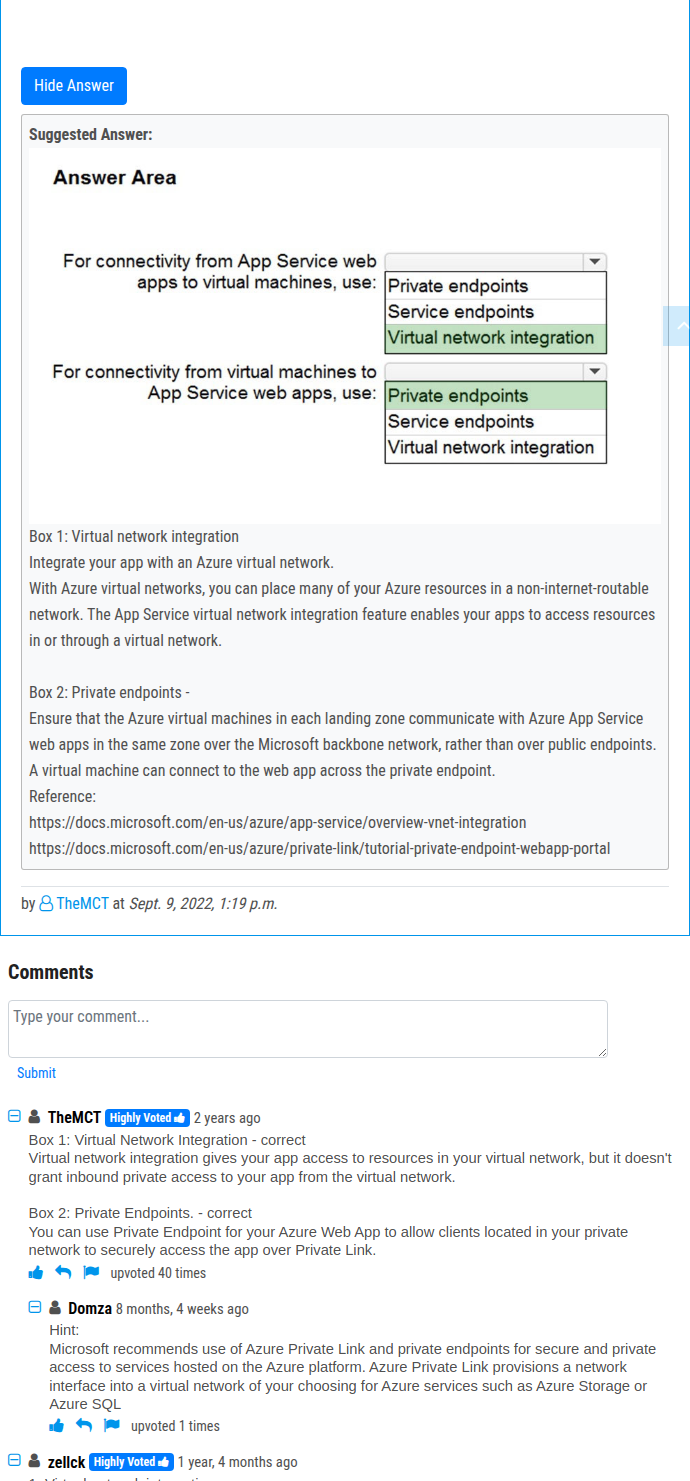 Hide Answer
Suggested Answer:
Answer Area
For connectivity from App Service web
apps to virtual machines, use:
Private endpoints
Service endpoints
Virtual network integration
For connectivity from virtual machines to
App Service web apps, use:
Private endpoints
Service endpoints
Virtual network integration
Box 1: Virtual network integration
Integrate your app with an Azure virtual network.
With Azure virtual networks, you can place many of your Azure resources in a non-internet-routable
network. The App Service virtual network integration feature enables your apps to access resources
in or through a virtual network.
Box 2: Private endpoints -
Ensure that the Azure virtual machines in each landing zone communicate with Azure App Service
web apps in the same zone over the Microsoft backbone network, rather than over public endpoints.
A virtual machine can connect to the web app across the private endpoint.
Reference:
https://docs.microsoft.com/en-us/azure/app-service/overview-vnet-integration
https://docs.microsoft.com/en-us/azure/private-link/tutorial-private-endpoint-webapp-portal
by TheMCT at Sept. 9, 2022, 1:19 p.m.
Comments
Type your comment...
Submit
TheMCT Highly Voted 2 years ago
Box 1: Virtual Network Integration - correct
Virtual network integration gives your app access to resources in your virtual network, but it doesn't
grant inbound private access to your app from the virtual network.
Box 2: Private Endpoints. - correct
You can use Private Endpoint for your Azure Web App to allow clients located in your private
network to securely access the app over Private Link.
upvoted 40 times
Domza 8 months, 4 weeks ago
Hint:
Microsoft recommends use of Azure Private Link and private endpoints for secure and private
access to services hosted on the Azure platform. Azure Private Link provisions a network
interface into a virtual network of your choosing for Azure services such as Azure Storage or
Azure SQL
upvoted 1 times
zellck Highly Voted 1 year, 4 months ago